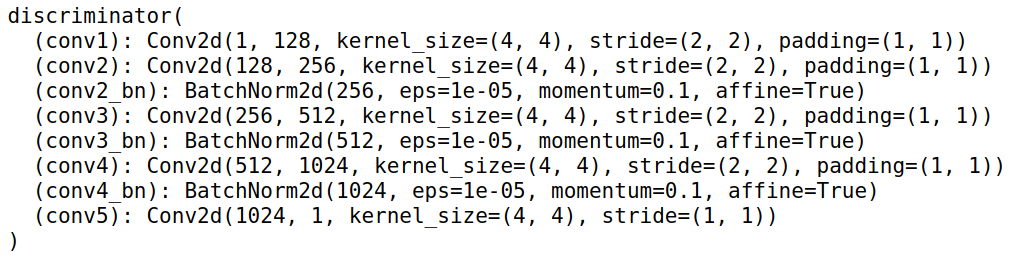 discriminator(
  (conv1): Conv2d(1, 128, kernel_size=(4, 4), stride=(2, 2), padding=(1, 1))
  (conv2): Conv2d(128, 256, kernel_size=(4, 4), stride=(2, 2), padding=(1, 1))
  (conv2_bn): BatchNorm2d(256, eps=1e-05, momentum=0.1, affine=True)
  (conv3): Conv2d(256, 512, kernel_size=(4, 4), stride=(2, 2), padding=(1, 1))
  (conv3_bn): BatchNorm2d(512, eps=1e-05, momentum=0.1, affine=True)
  (conv4): Conv2d(512, 1024, kernel_size=(4, 4), stride=(2, 2), padding=(1, 1))
  (conv4_bn): BatchNorm2d(1024, eps=1e-05, momentum=0.1, affine=True)
  (conv5): Conv2d(1024, 1, kernel_size=(4, 4), stride=(1, 1))
)